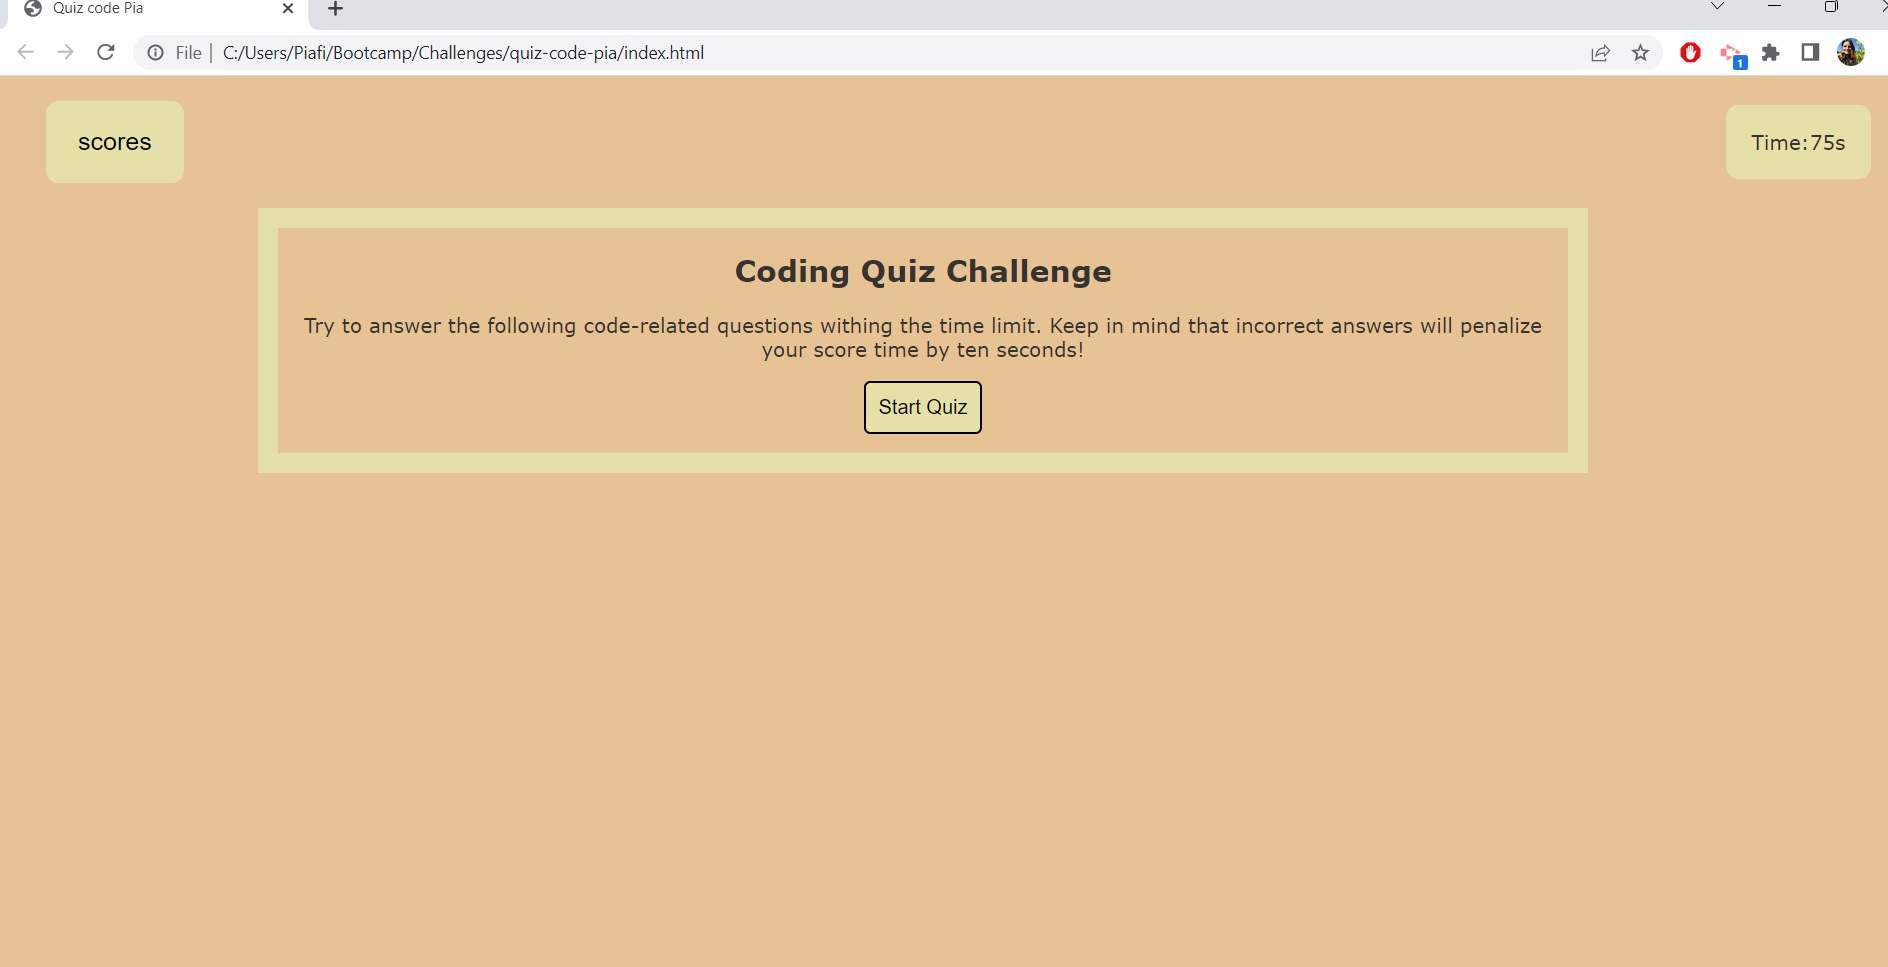 Quiz code Pia
File | C:/Users/Piafi/Bootcamp/Challenges/quiz-code-pia/index.html
1
scores
Time:75s
Coding Quiz Challenge
Try to answer the following code-related questions withing the time limit. Keep in mind that incorrect answers will penalize
your score time by ten seconds!
Start Quiz